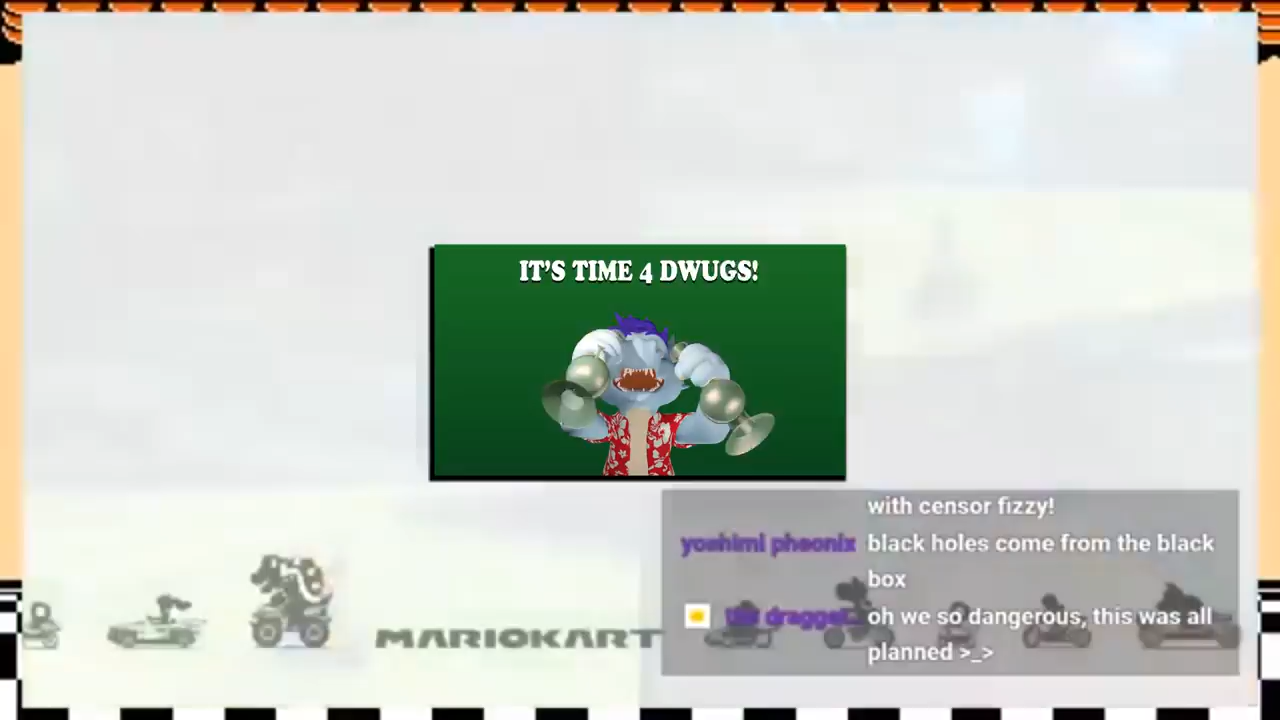 IT'S TIME 4 DWUGS!
with censor fizzy!
yoshimi pheonix black holes come from the black
box
oh we so dangerous, this was all
planned >_>
MARIOKART